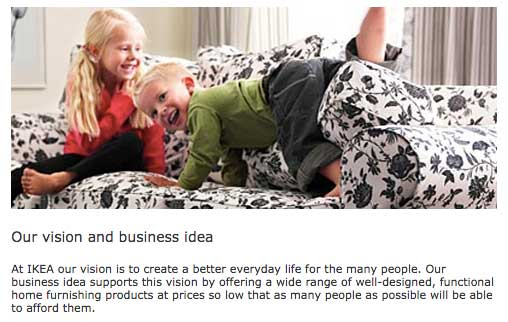 Our vision and business idea
At IKEA our vision is to create a better everyday life for the many people. Our
business idea supports this vision by offering a wide range of well-designed, functional
home furnishing products at prices so low that as many people as possible will be able
to afford them.